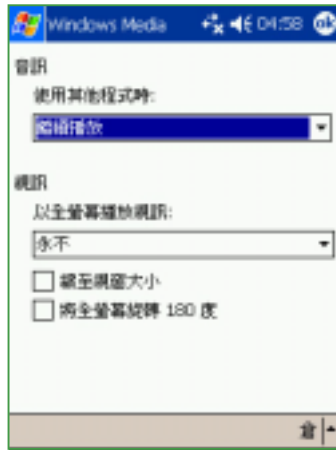 Windows Media 04:58 ok
音訊
使用其他程式時:
繼續播放
視訊
以全螢幕播放視訊:
永不
縮至視窗大小
將全螢幕旋轉 180 度
倉